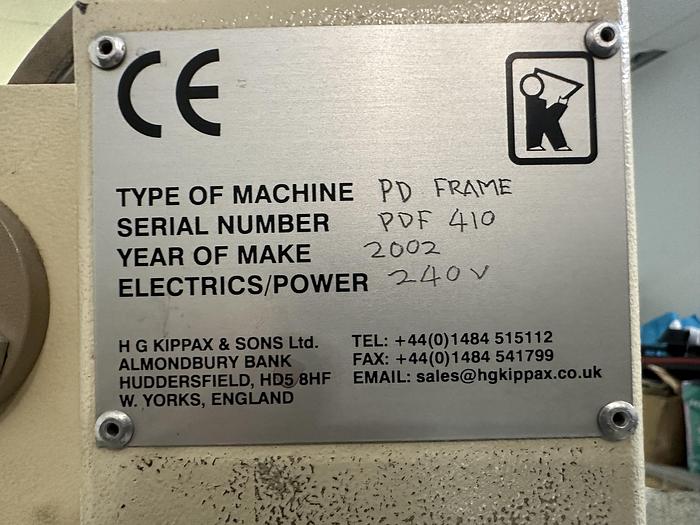 CE
K
TYPE OF MACHINE PD FRAME
SERIAL NUMBER PDF 410
YEAR OF MAKE 2002
ELECTRICS/POWER 240V
H G KIPPAX & SONS Ltd.
ALMONDBURY BANK
HUDDERSFIELD, HD5 8HF
W. YORKS, ENGLAND
TEL: +44(0)1484 515112
FAX: +44(0)1484 541799
EMAIL: sales@hgkippax.co.uk